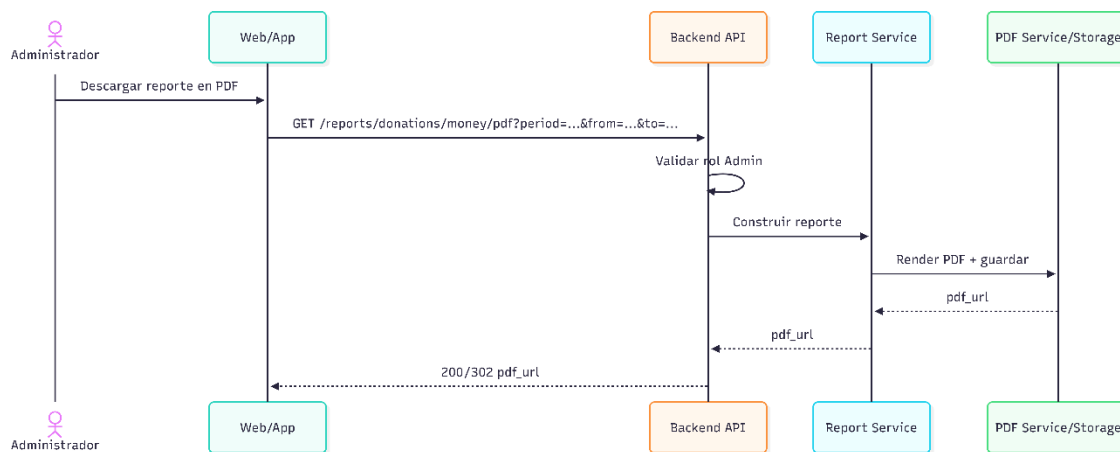 Administrador
Web/App
Backend API
Report Service
PDF Service/Storage
Descargar reporte en PDF
GET /reports/donations/money/pdf?period=...&from=...&to=...
Validar rol Admin
Construir reporte
Render PDF + guardar
pdf_url
pdf_url
200/302 pdf_url
Administrador
Web/App
Backend API
Report Service
PDF Service/Storage